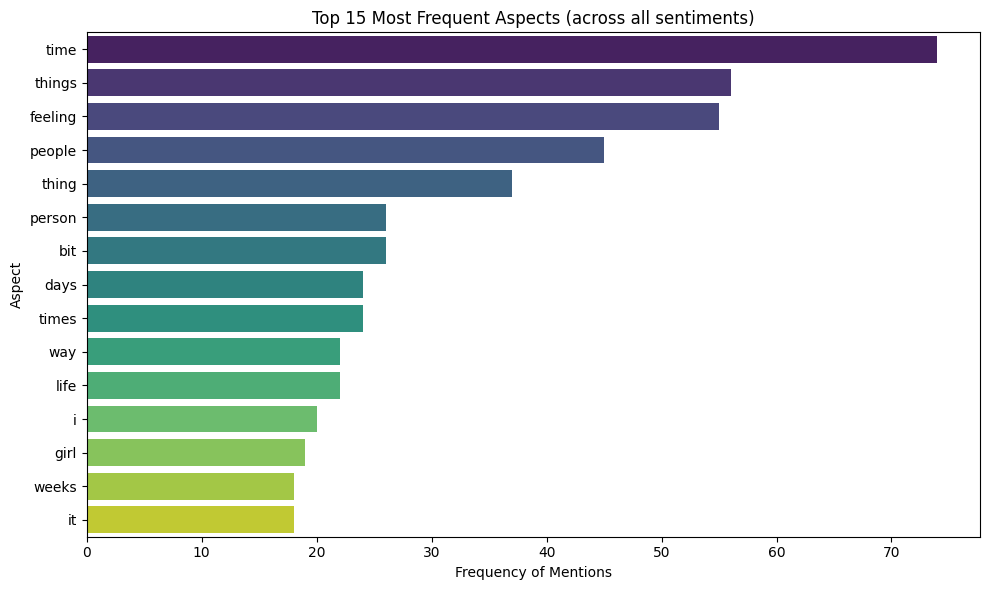 Top 15 Most Frequent Aspects (across all sentiments)
Aspect
time
things
feeling
people
thing
person
bit
days
times
way
life
i
girl
weeks
it
0 10 20 30 40 50 60 70
Frequency of Mentions